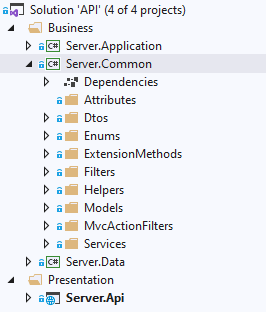 Solution 'API' (4 of 4 projects)
Business
C# Server.Application
C# Server.Common
Dependencies
Attributes
Dtos
Enums
ExtensionMethods
Filters
Helpers
Models
MvcActionFilters
Services
C# Server.Data
Presentation
Server.Api